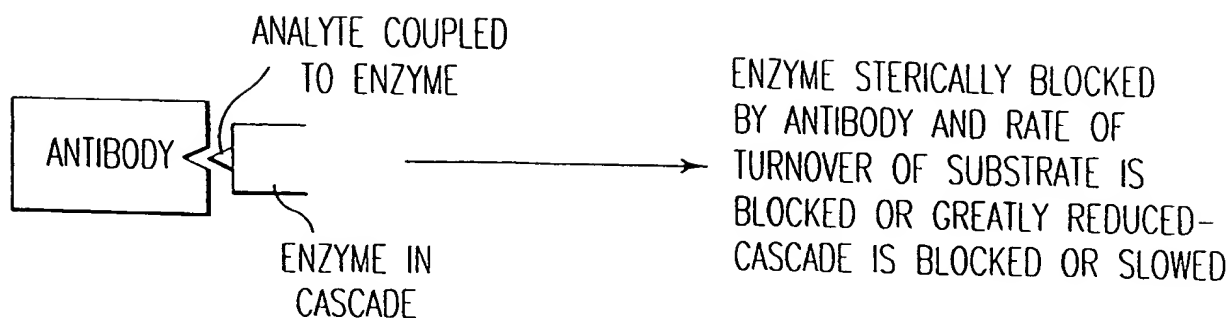 ANALYTE COUPLED
TO ENZYME
ANTIBODY
ENZYME IN
CASCADE
ENZYME STERICALLY BLOCKED
BY ANTIBODY AND RATE OF
TURNOVER OF SUBSTRATE IS
BLOCKED OR GREATLY REDUCED-
CASCADE IS BLOCKED OR SLOWED